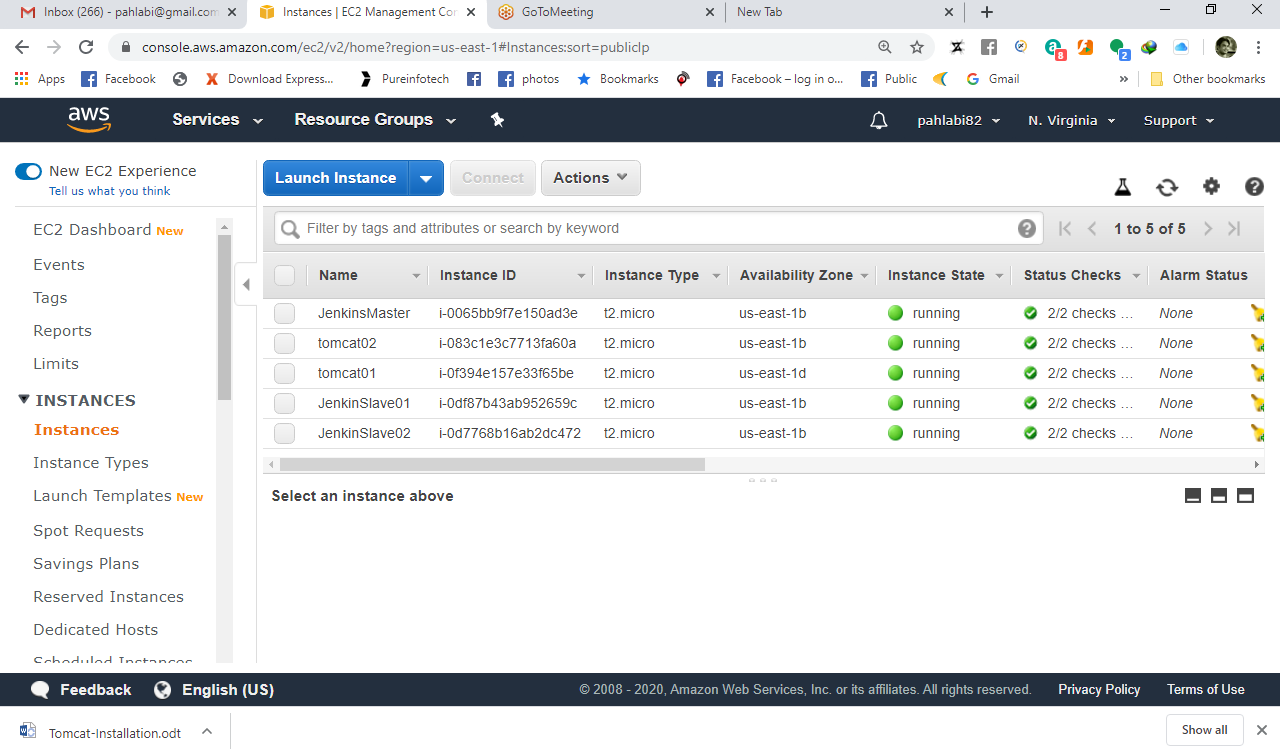 Inbox (266) - pahlabi@gmail.com
Instances | EC2 Management Con
GoToMeeting
New Tab
console.aws.amazon.com/ec2/v2/home?region=us-east-1#Instances:sort=publicIp
8
2
Apps
Facebook
Download Express...
Pureinfotech
photos
Bookmarks
Facebook – log in o...
Public
Gmail
»
Other bookmarks
aws
Services
Resource Groups
pahlabi82
N. Virginia
Support
New EC2 Experience
Tell us what you think
Launch Instance
Connect
Actions
EC2 Dashboard New
Events
Tags
Reports
Limits
INSTANCES
Instances
Instance Types
Launch Templates New
Spot Requests
Savings Plans
Reserved Instances
Dedicated Hosts
Scheduled Instances
Filter by tags and attributes or search by keyword
1 to 5 of 5
Name Instance ID Instance Type Availability Zone Instance State Status Checks Alarm Status
JenkinsMaster i-0065bb9f7e150ad3e t2.micro us-east-1b running 2/2 checks ... None
tomcat02 i-083c1e3c7713fa60a t2.micro us-east-1b running 2/2 checks ... None
tomcat01 i-0f394e157e33f65be t2.micro us-east-1d running 2/2 checks ... None
JenkinSlave01 i-0df87b43ab952659c t2.micro us-east-1b running 2/2 checks ... None
JenkinSlave02 i-0d7768b16ab2dc472 t2.micro us-east-1b running 2/2 checks ... None
Select an instance above
Feedback
English (US)
© 2008 - 2020, Amazon Web Services, Inc. or its affiliates. All rights reserved.
Privacy Policy
Terms of Use
Tomcat-Installation.odt
Show all